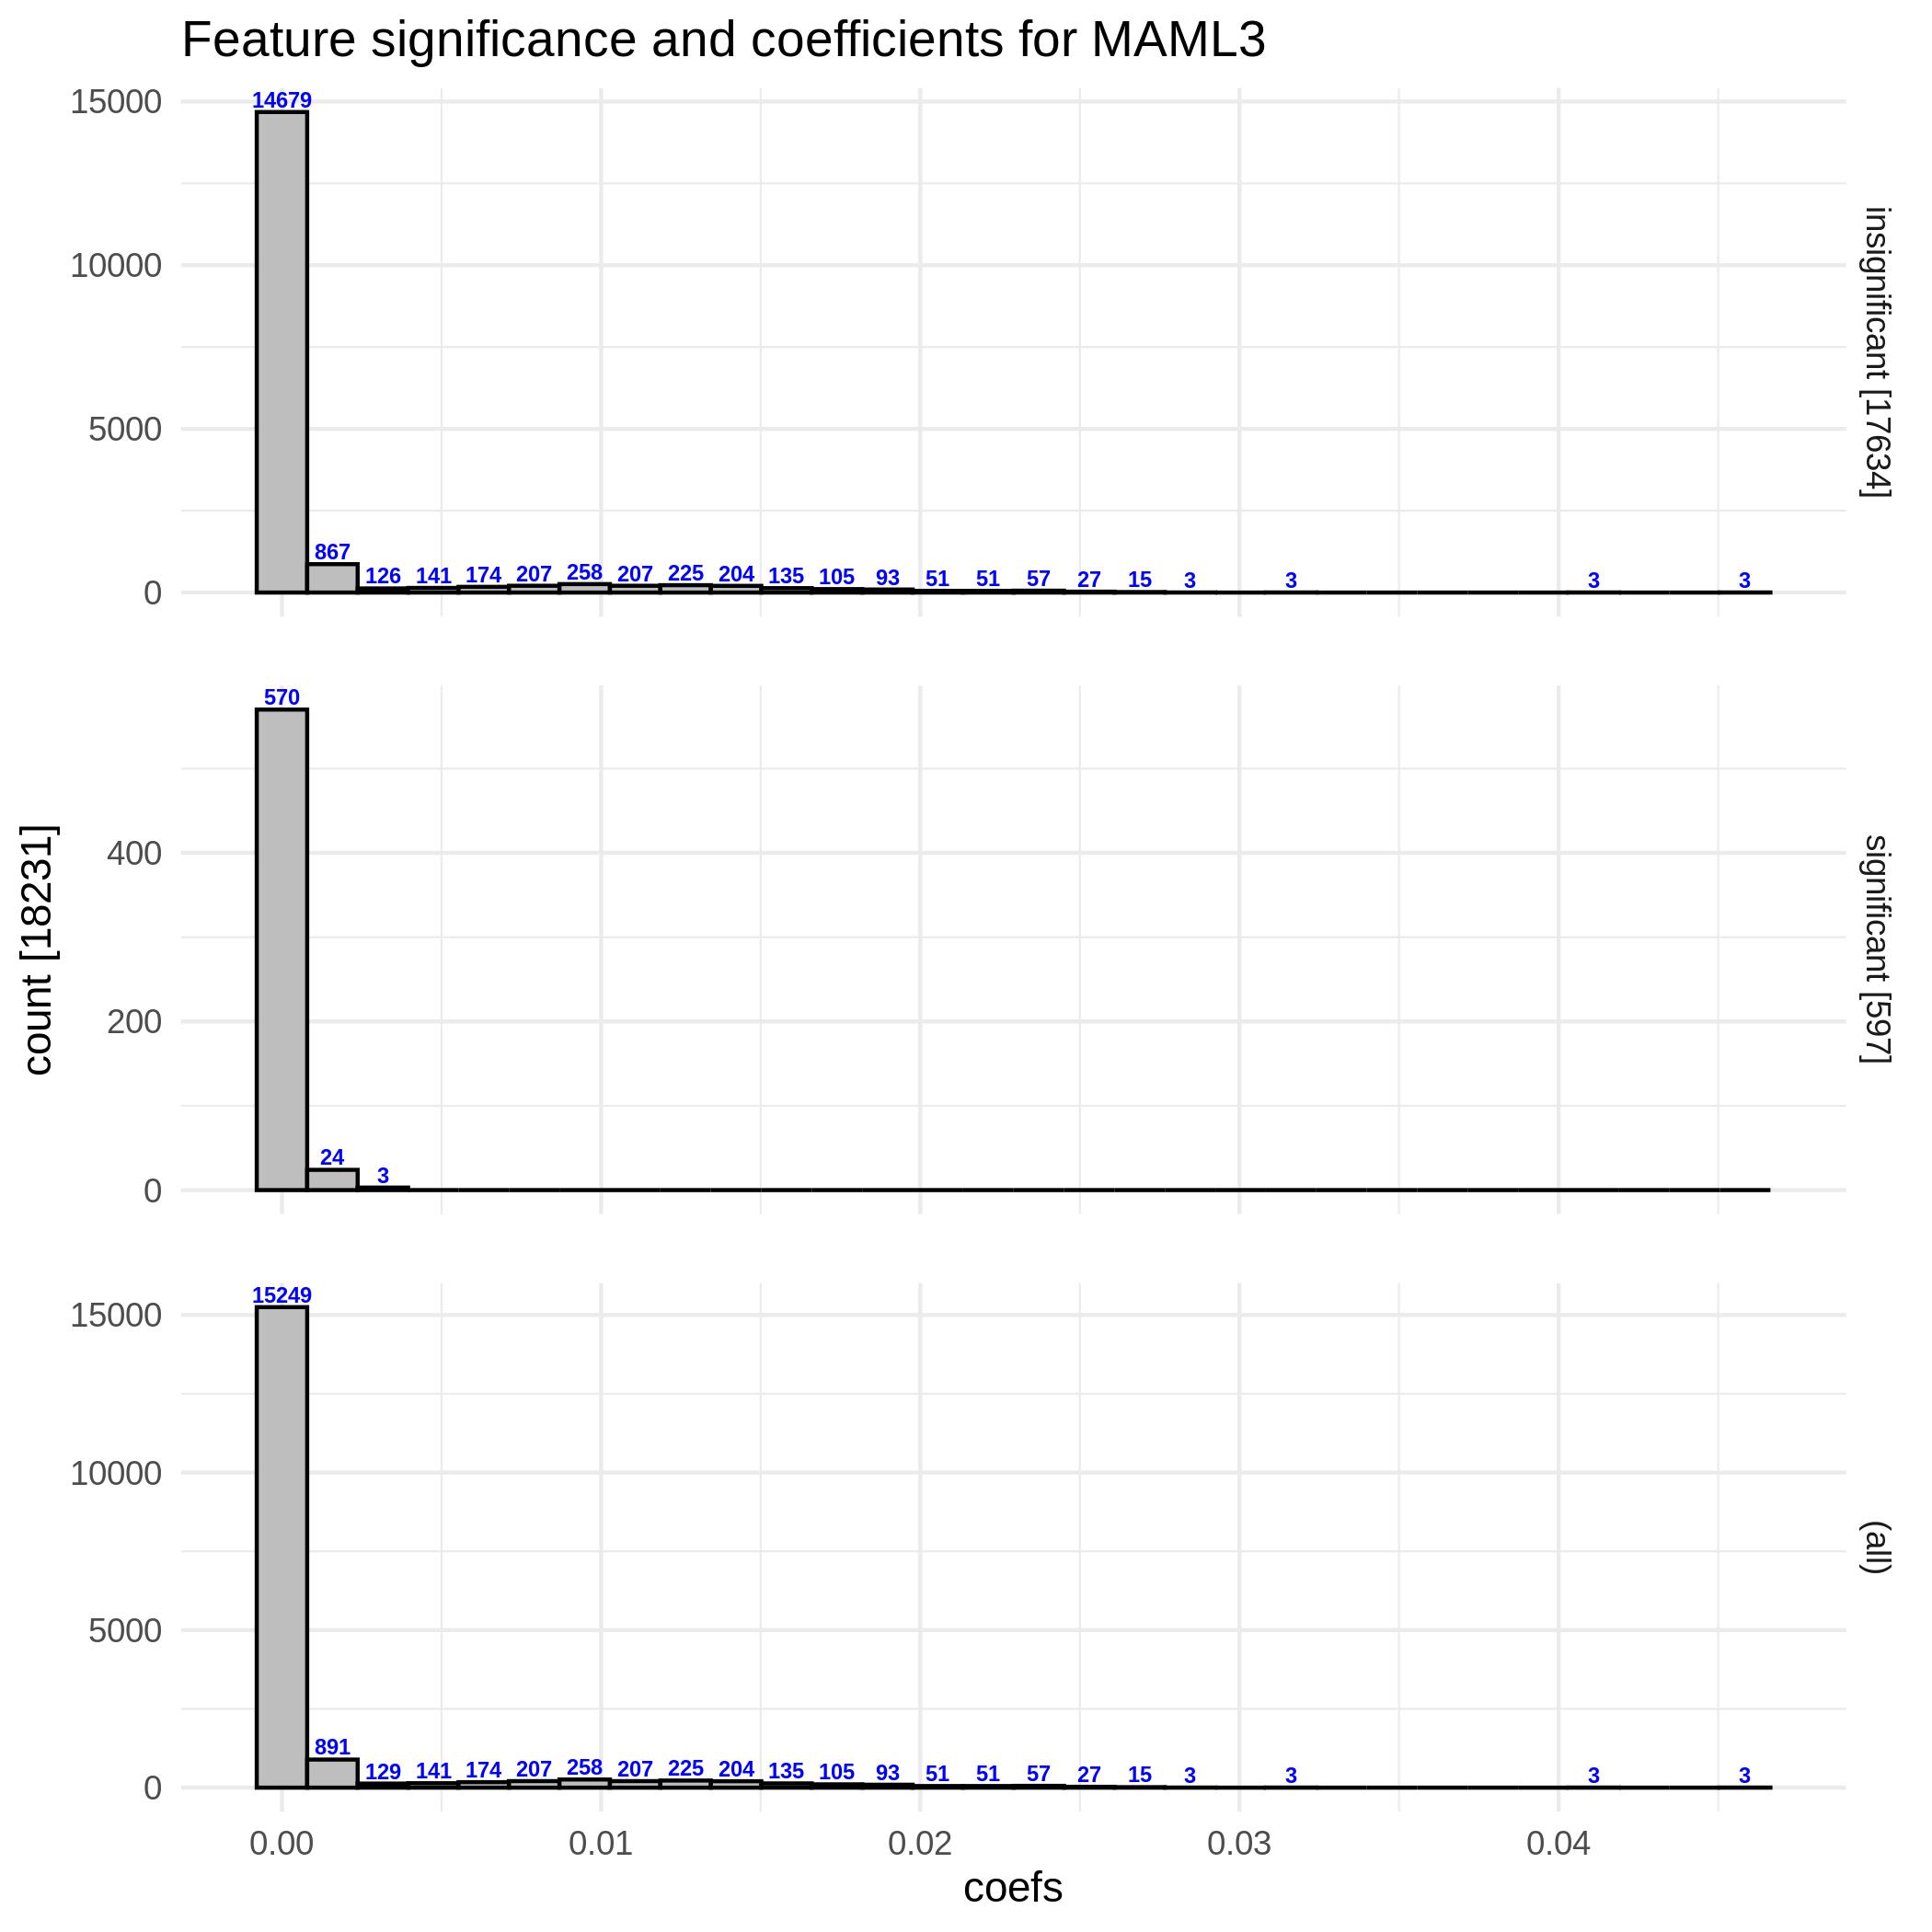 Feature significance and coefficients for MAML3
count [18231]
15000
10000
5000
0
14679
867 126 141 174 207 258 207 225 204 135 105 93 51 51 57 27 15 3 3 3 3
insignificant [17634]
400
200
0
570
24
3
significant [597]
15000
10000
5000
0
15249
891 129 141 174 207 258 207 225 204 135 105 93 51 51 57 27 15 3 3 3 3
(all)
0.00 0.01 0.02 0.03 0.04
coefs